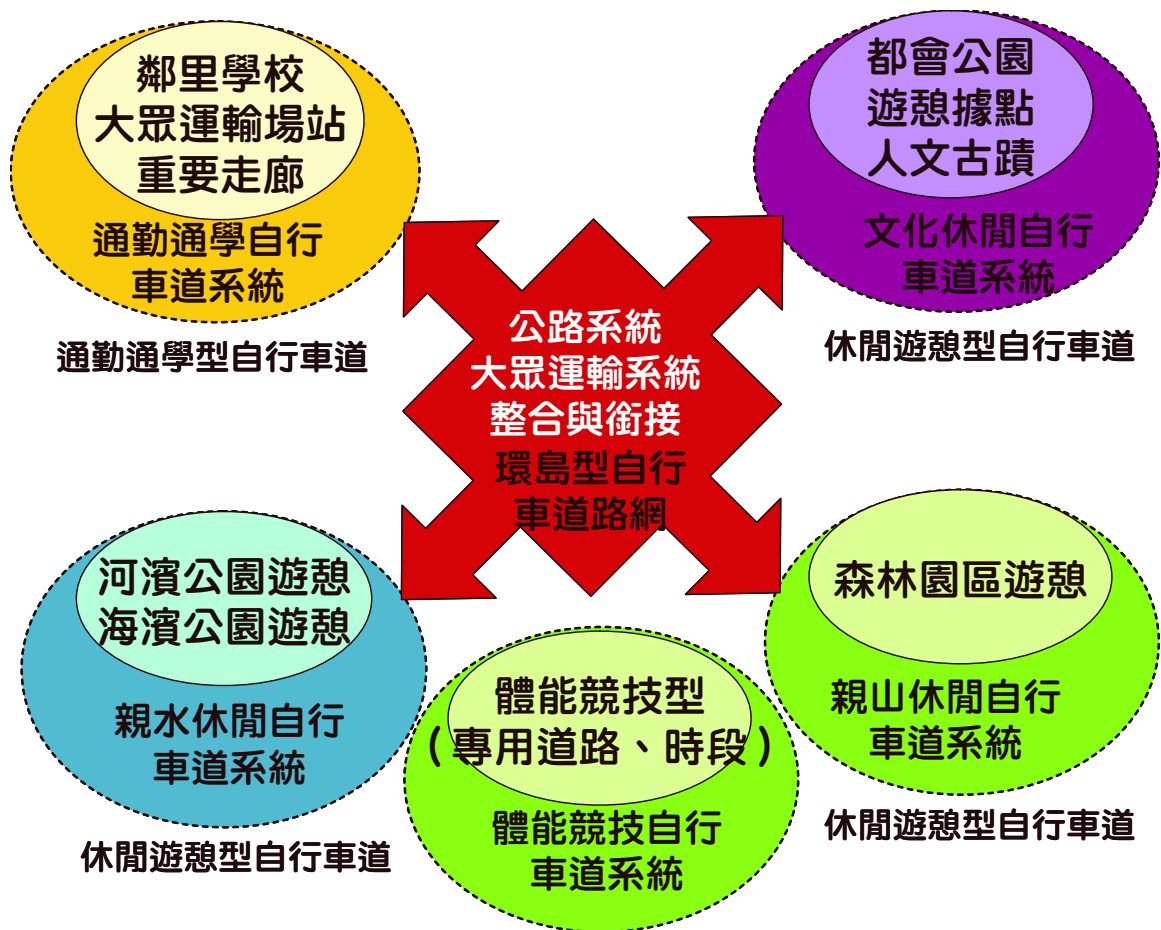 鄰里學校
大眾運輸場站
重要走廊
通勤通學自行
車道系統
通勤通學型自行車道
都會公園
遊憩據點
人文古蹟
文化休閒自行
車道系統
休閒遊憩型自行車道
公路系統
大眾運輸系統
整合與銜接
環島型自行
車道路網
河濱公園遊憩
海濱公園遊憩
親水休閒自行
車道系統
休閒遊憩型自行車道
體能競技型
(專用道路、時段)
體能競技自行
車道系統
森林園區遊憩
親山休閒自行
車道系統
休閒遊憩型自行車道